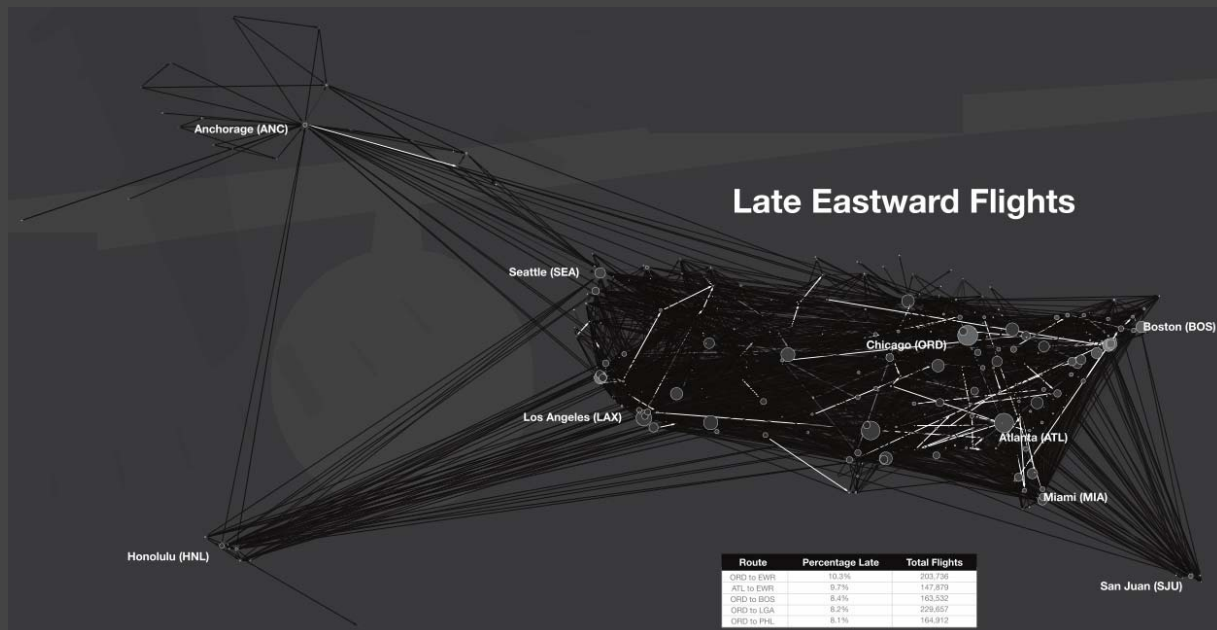 Anchorage (ANC)
Late Eastward Flights
Seattle (SEA)
Boston (BOS)
Chicago (ORD)
Los Angeles (LAX)
Atlanta (ATL)
Miami (MIA)
Honolulu (HNL)
San Juan (SJU)
Route Percentage Late Total Flights
ORD to EWR 10.3% 203,736
ATL to EWR 9.7% 147,879
ORD to BOS 8.4% 163,532
ORD to LGA 8.2% 229,657
ORD to PHL 8.1% 164,912